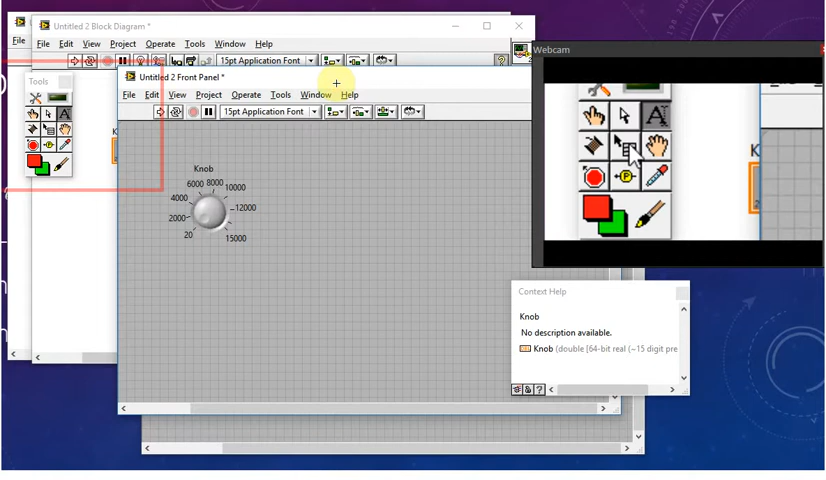 Untitled 2 Block Diagram *
File
File Edit View Project Operate Tools Window Help
15pt Application Font
Webcam
Tools
Untitled 2 Front Panel *
File Edit View Project Operate Tools Window Help
15pt Application Font
?
K
K
A
P
2
Knob
6000 8000 10000
4000
12000
2000
20
15000
Context Help
Knob
No description available.
Knob (double [64-bit real (~15 digit pre
?